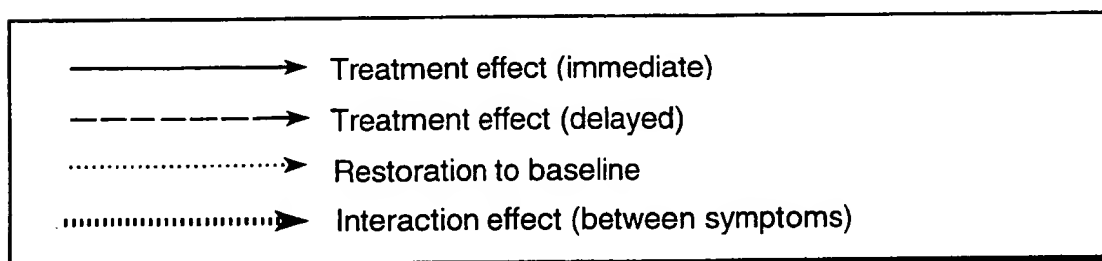 Treatment effect (immediate)
Treatment effect (delayed)
Restoration to baseline
Interaction effect (between symptoms)